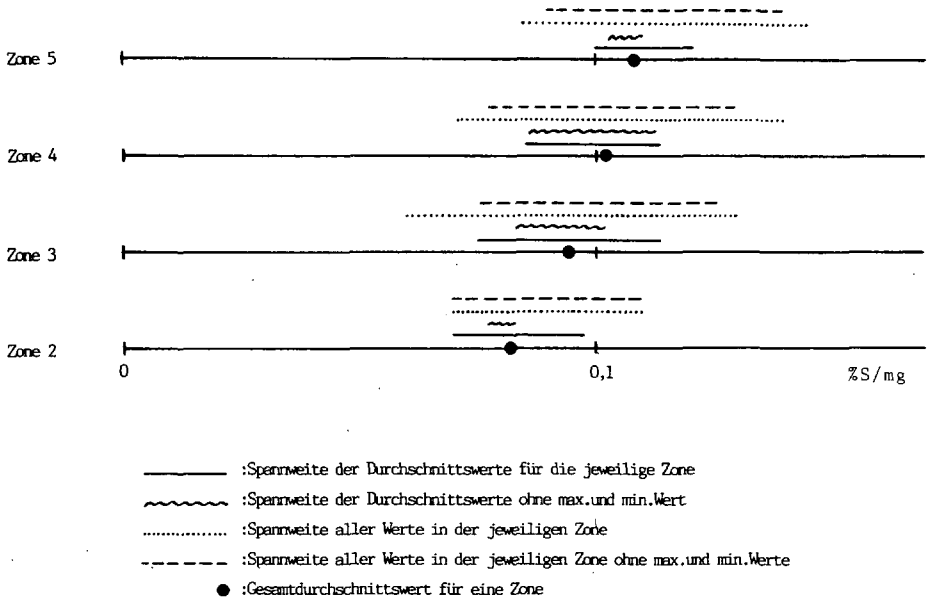 Zone 5
Zone 4
Zone 3
Zone 2
0 0,1 %S/mg
:Spannweite der Durchschnittswerte für die jeweilige Zone
:Spannweite der Durchschnittswerte ohne max.und min.Wert
:Spannweite aller Werte in der jeweiligen Zone
:Spannweite aller Werte in der jeweiligen Zone ohne max.und min.Werte
:Gesamtdurchschnittswert für eine Zone